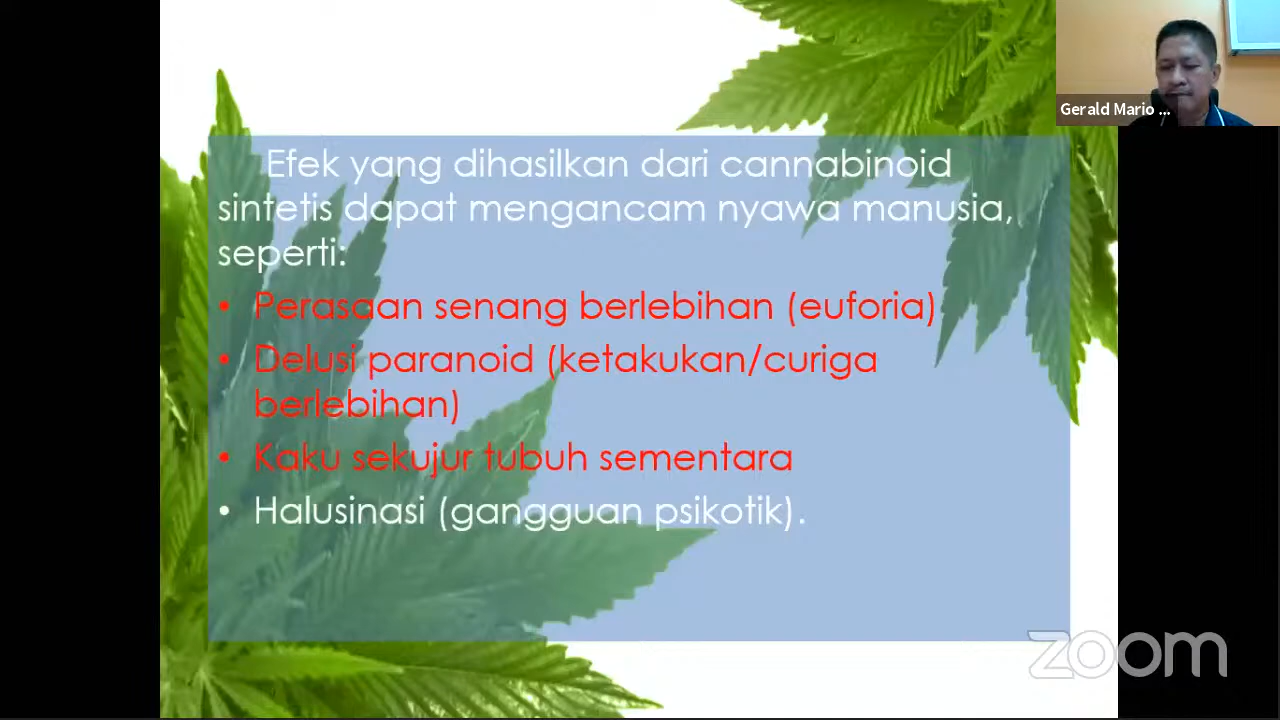 Gerald Mario ...
Efek yang dihasilkan dari cannabinoid
sintetis dapat mengancam nyawa manusia,
seperti:
• Perasaan senang berlebihan (euforia)
• Delusi paranoid (ketakukan/curiga
berlebihan)
• Kaku sekujur tubuh sementara
• Halusinasi (gangguan psikotik).
zoom